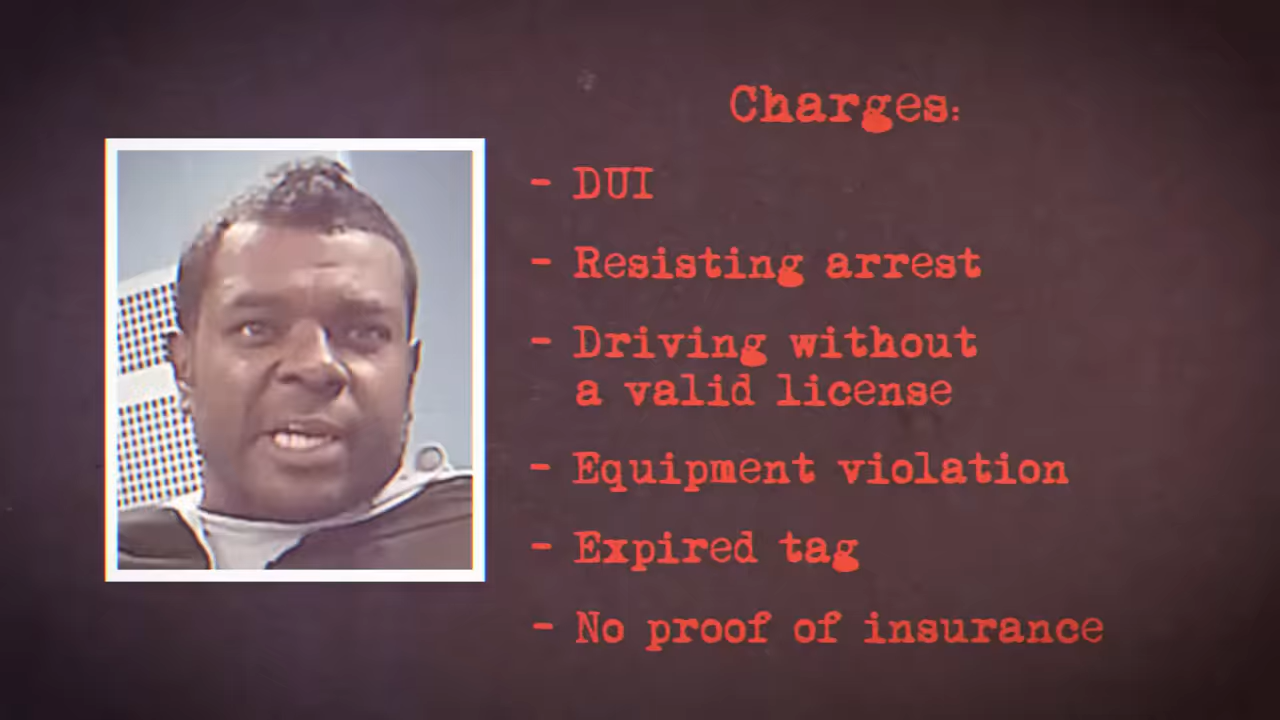 Charges:
- DUI
- Resisting arrest
- Driving without
a valid license
- Equipment violation
- Expired tag
- No proof of insurance